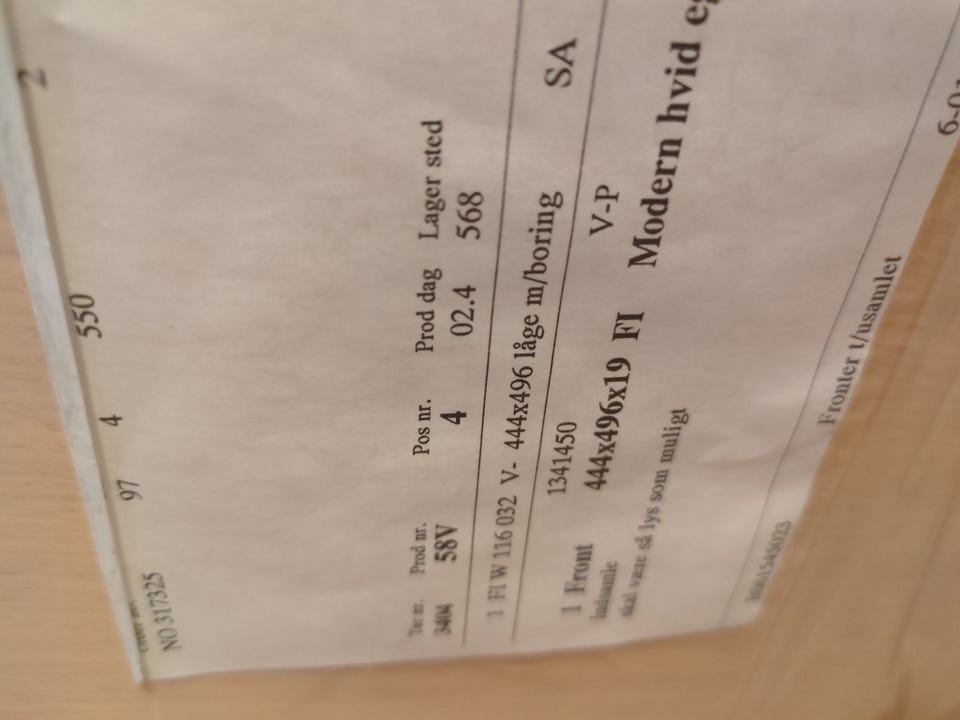 NO 317325
97 4 550 2
Tur nr. Prod nr. Pos nr. Prod dag Lager sted
3404 58V 4 02.4 568
1 FI W 116 032 V- 444x496 låge m/boring
1341450 SA
1 Front 444x496x19 FI V-P
indsamle Modern hvid eg
skal være så lys som muligt
Fronter t/usamlet